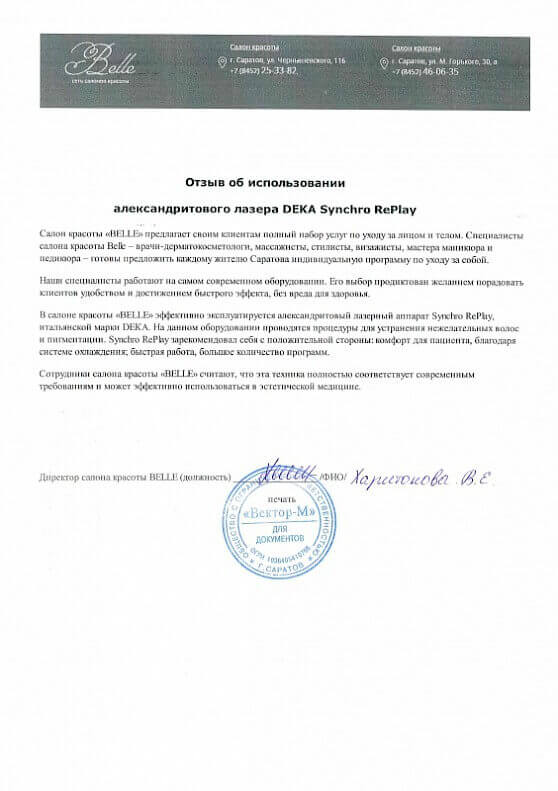 Belle
сеть салонов красоты
Салон красоты
г. Саратов, ул. Чернышевского, 116
+7 (8452) 25-33-82,
Салон красоты
г. Саратов, ул. М. Горького, 30, а
+7 (8452) 46-06-35
Отзыв об использовании
александритового лазера DEKA Synchro RePlay
Салон красоты «BELLE» предлагает своим клиентам полный набор услуг по уходу за лицом и телом. Специалисты
салона красоты Belle – врачи-дерматокосметологи, массажисты, стилисты, визажисты, мастера маникюра и
педикюра – готовы предложить каждому жителю Саратова индивидуальную программу по уходу за собой.
Наши специалисты работают на самом современном оборудовании. Его выбор продиктован желанием порадовать
клиентов удобством и достижением быстрого эффекта, без вреда для здоровья.
В салоне красоты «BELLE» эффективно эксплуатируется александритовый лазерный аппарат Synchro RePlay,
итальянской марки DEKA. На данном оборудовании проводятся процедуры для устранения нежелательных волос
и пигментации. Synchro RePlay зарекомендовал себя с положительной стороны: комфорт для пациента, благодаря
системе охлаждения; быстрая работа, большое количество программ.
Сотрудники салона красоты «BELLE» считают, что эта техника полностью соответствует современным
требованиям и может эффективно использоваться в эстетической медицине.
Директор салона красоты BELLE (должность) /ФИО/ Харитонова В.Е.
печать
«Вектор-М»
ДЛЯ
ДОКУМЕНТОВ
ОБЩЕСТВО С ОГРАНИЧЕННОЙ ОТВЕТСТВЕННОСТЬЮ
Г. САРАТОВ